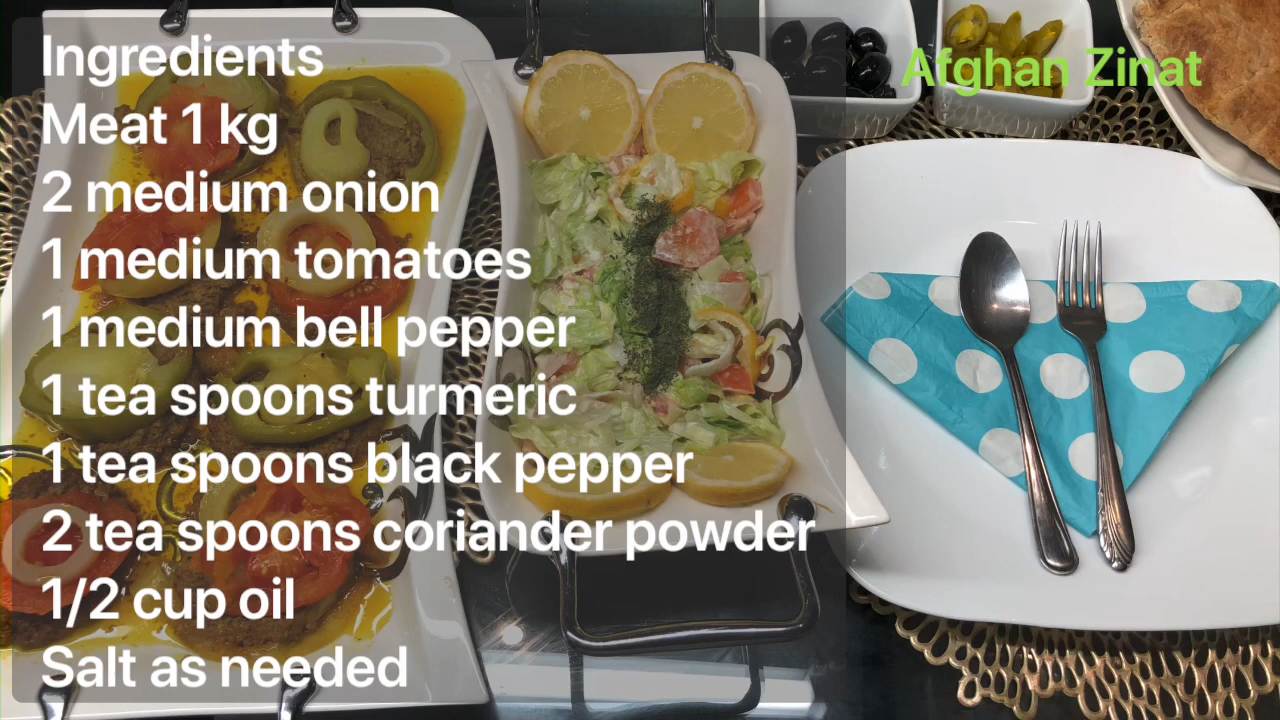 Ingredients
Meat 1 kg
2 medium onion
1 medium tomatoes
1 medium bell pepper
1 tea spoons turmeric
1 tea spoons black pepper
2 tea spoons coriander powder
1/2 cup oil
Salt as needed
Afghan Zinat